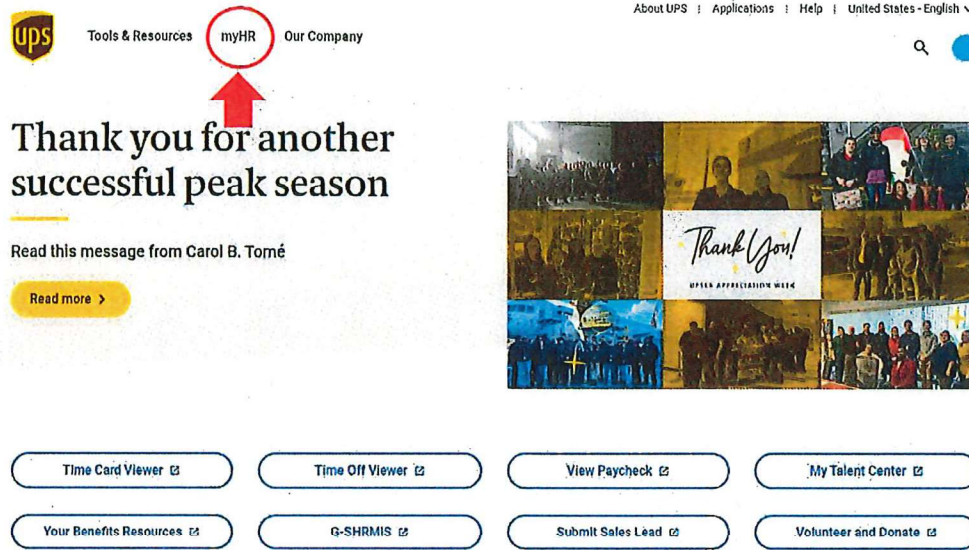 About UPS | Applications | Help | United States - English
ups
Tools & Resources myHR Our Company
Thank you for another
successful peak season
Read this message from Carol B. Tomé
Read more >
Thank You!
UPSER APPRECIATION WEEK
Time Card Viewer
Time Off Viewer
View Paycheck
My Talent Center
Your Benefits Resources
G-SHRMIS
Submit Sales Lead
Volunteer and Donate